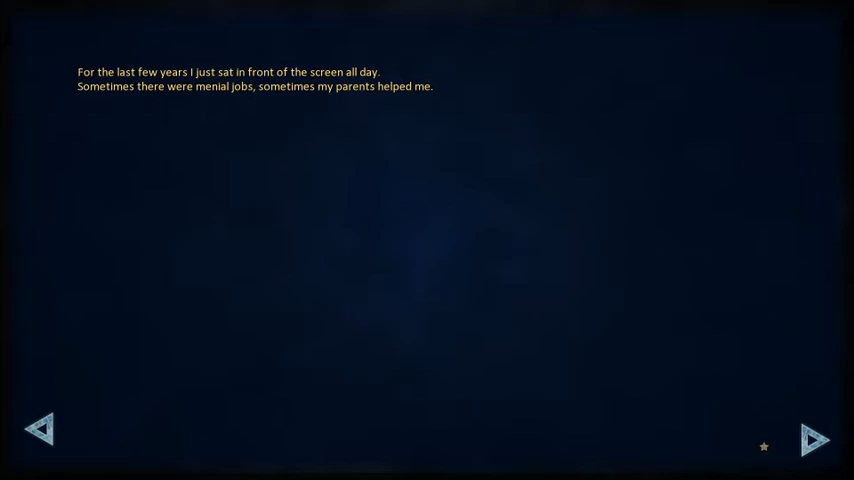 For the last few years I just sat in front of the screen all day.
Sometimes there were menial jobs, sometimes my parents helped me.